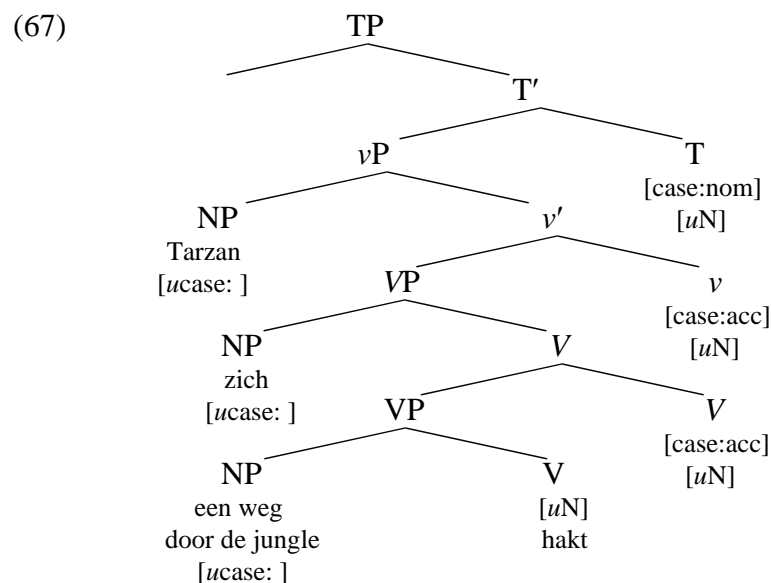 (67)
TP
T′
vP T
[case:nom]
NP v′ [uN]
Tarzan
[ucase: ] VP v
[case:acc]
NP V [uN]
zich
[ucase: ] VP V
[case:acc]
NP V [uN]
een weg [uN]
door de jungle hakt
[ucase: ]